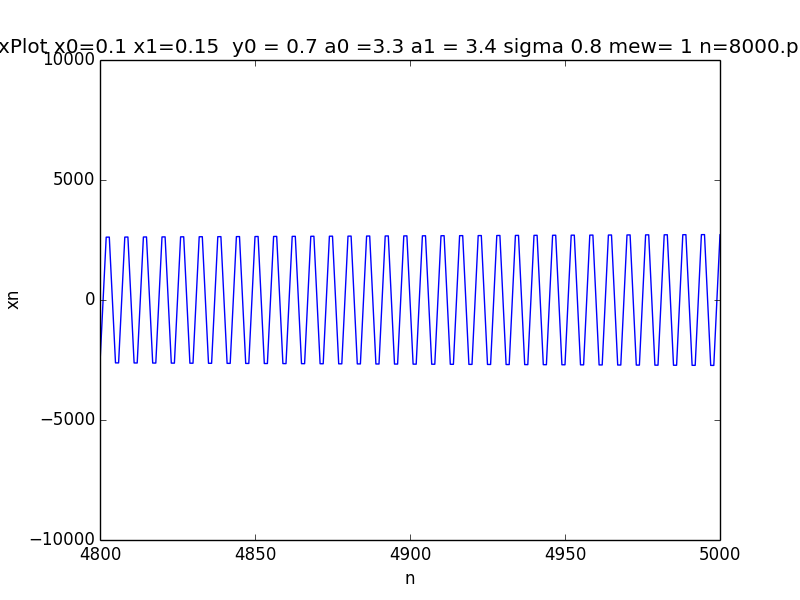 xPlot x0=0.1 x1=0.15  y0 = 0.7 a0 =3.3 a1 = 3.4 sigma 0.8 mew= 1 n=8000.p
10000
5000
0
−5000
−10000
xn
4800 4850 4900 4950 5000
n